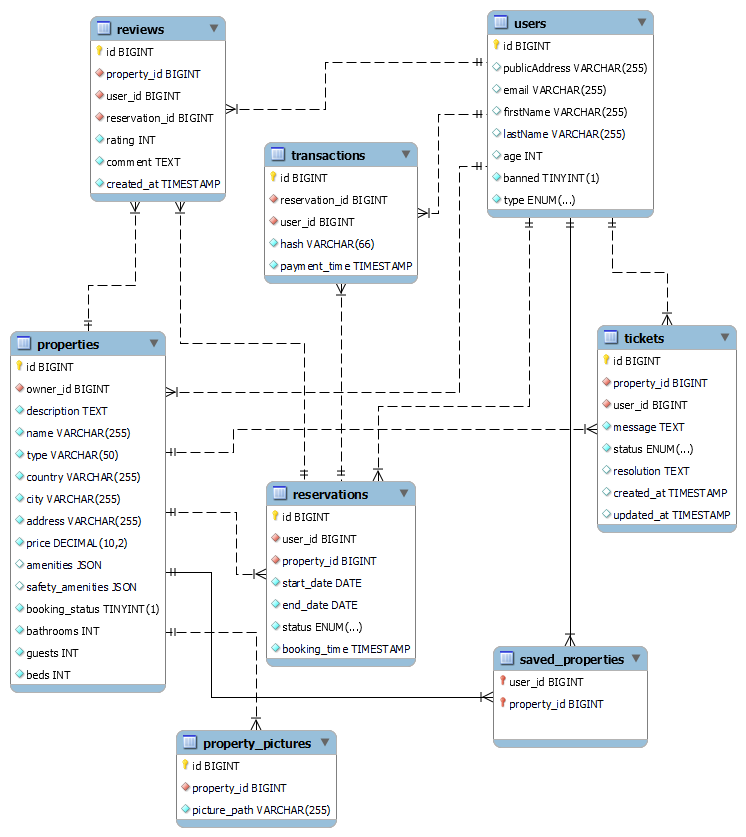 reviews
id BIGINT
property_id BIGINT
user_id BIGINT
reservation_id BIGINT
rating INT
comment TEXT
created_at TIMESTAMP
users
id BIGINT
publicAddress VARCHAR(255)
email VARCHAR(255)
firstName VARCHAR(255)
lastName VARCHAR(255)
age INT
banned TINYINT(1)
type ENUM(...)
transactions
id BIGINT
reservation_id BIGINT
user_id BIGINT
hash VARCHAR(66)
payment_time TIMESTAMP
properties
id BIGINT
owner_id BIGINT
description TEXT
name VARCHAR(255)
type VARCHAR(50)
country VARCHAR(255)
city VARCHAR(255)
address VARCHAR(255)
price DECIMAL(10,2)
amenities JSON
safety_amenities JSON
booking_status TINYINT(1)
bathrooms INT
guests INT
beds INT
tickets
id BIGINT
property_id BIGINT
user_id BIGINT
message TEXT
status ENUM(...)
resolution TEXT
created_at TIMESTAMP
updated_at TIMESTAMP
reservations
id BIGINT
user_id BIGINT
property_id BIGINT
start_date DATE
end_date DATE
status ENUM(...)
booking_time TIMESTAMP
saved_properties
user_id BIGINT
property_id BIGINT
property_pictures
id BIGINT
property_id BIGINT
picture_path VARCHAR(255)